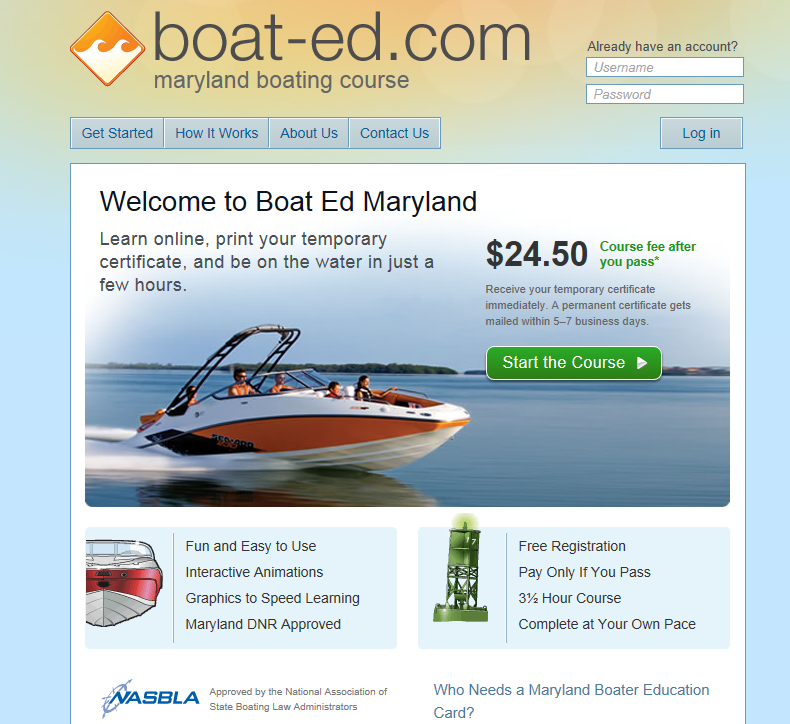 boat-ed.com
maryland boating course
Already have an account?
Username
Password
Get Started
How It Works
About Us
Contact Us
Log in
Welcome to Boat Ed Maryland
Learn online, print your temporary
certificate, and be on the water in just a
few hours.
$24.50
Course fee after
you pass*
Receive your temporary certificate
immediately. A permanent certificate gets
mailed within 5–7 business days.
Start the Course
SEA-DOO
Fun and Easy to Use
Interactive Animations
Graphics to Speed Learning
Maryland DNR Approved
7
Free Registration
Pay Only If You Pass
3½ Hour Course
Complete at Your Own Pace
NASBLA
Approved by the National Association of
State Boating Law Administrators
Who Needs a Maryland Boater Education
Card?